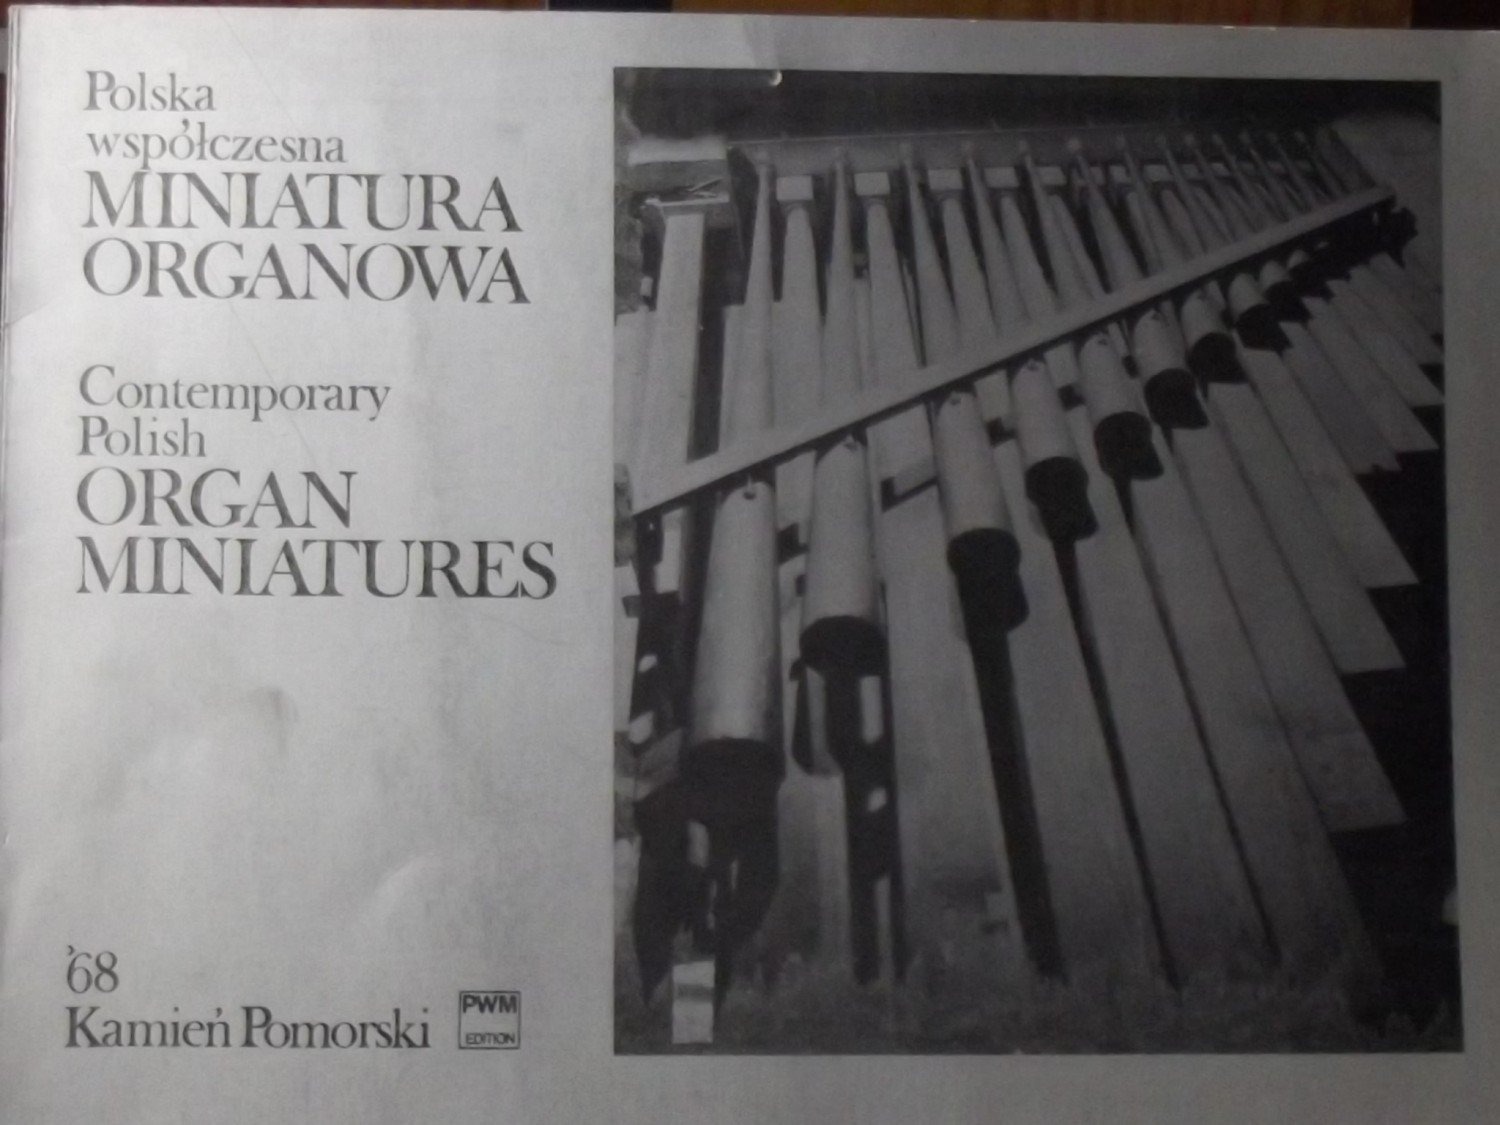 Polska
współczesna
MINIATURA
ORGANOWA
Contemporary
Polish
ORGAN
MINIATURES
'68
Kamień Pomorski
PWM
EDITION